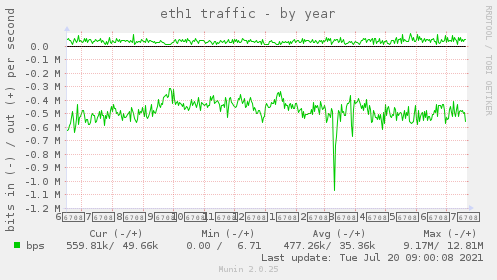 eth1 traffic - by year
RRDTOOL / TOBI OETIKER
bits in (-) / out (+) per second
0.0
-0.1 M
-0.2 M
-0.3 M
-0.4 M
-0.5 M
-0.6 M
-0.7 M
-0.8 M
-0.9 M
-1.0 M
-1.1 M
-1.2 M
Cur (-/+) Min (-/+) Avg (-/+) Max (-/+)
bps 559.81k/ 49.66k 0.00 / 6.71 477.26k/ 35.36k 9.17M/ 12.81M
Last update: Tue Jul 20 09:00:08 2021
Munin 2.0.25